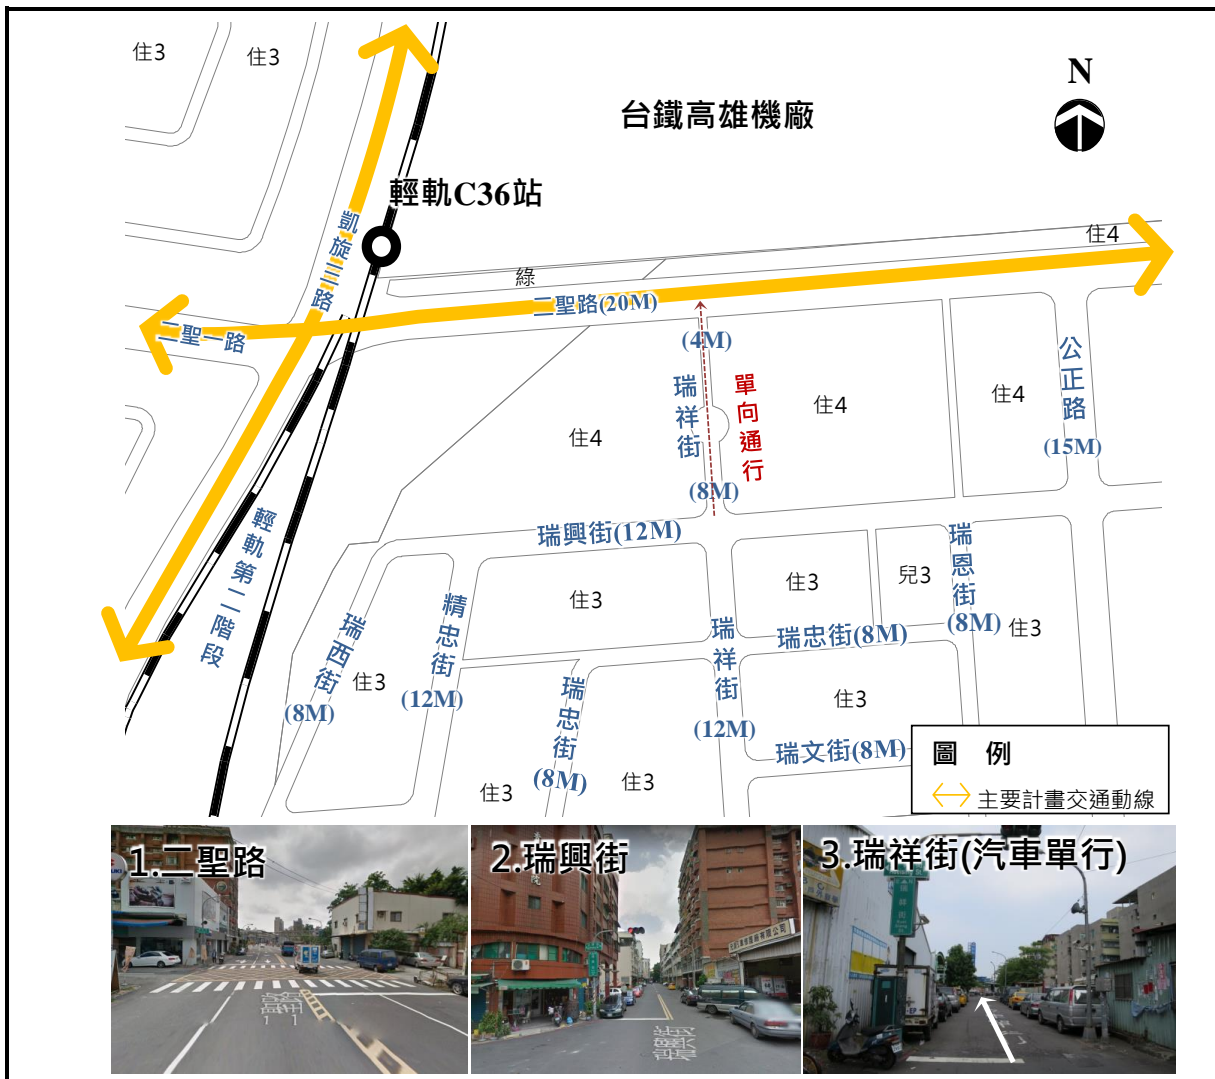 住3
住3
N
台鐵高雄機廠
輕軌C36站
凱旋三路
住4
綠
二聖路(20M)
二聖一路
(4M)
瑞祥街
單向通行
公正路
住4
住4
住4
(15M)
(8M)
瑞興街(12M)
瑞恩街
輕軌第二階段
住3
兒3
住3
精忠街
瑞西街
瑞祥街
瑞忠街(8M)
(8M)
住3
住3
瑞忠街
(12M)
(8M)
住3
(12M)
瑞文街(8M)
圖 例
主要計畫交通動線
(8M)
住3
住3
1.二聖路
2.瑞興街
3.瑞祥街(汽車單行)